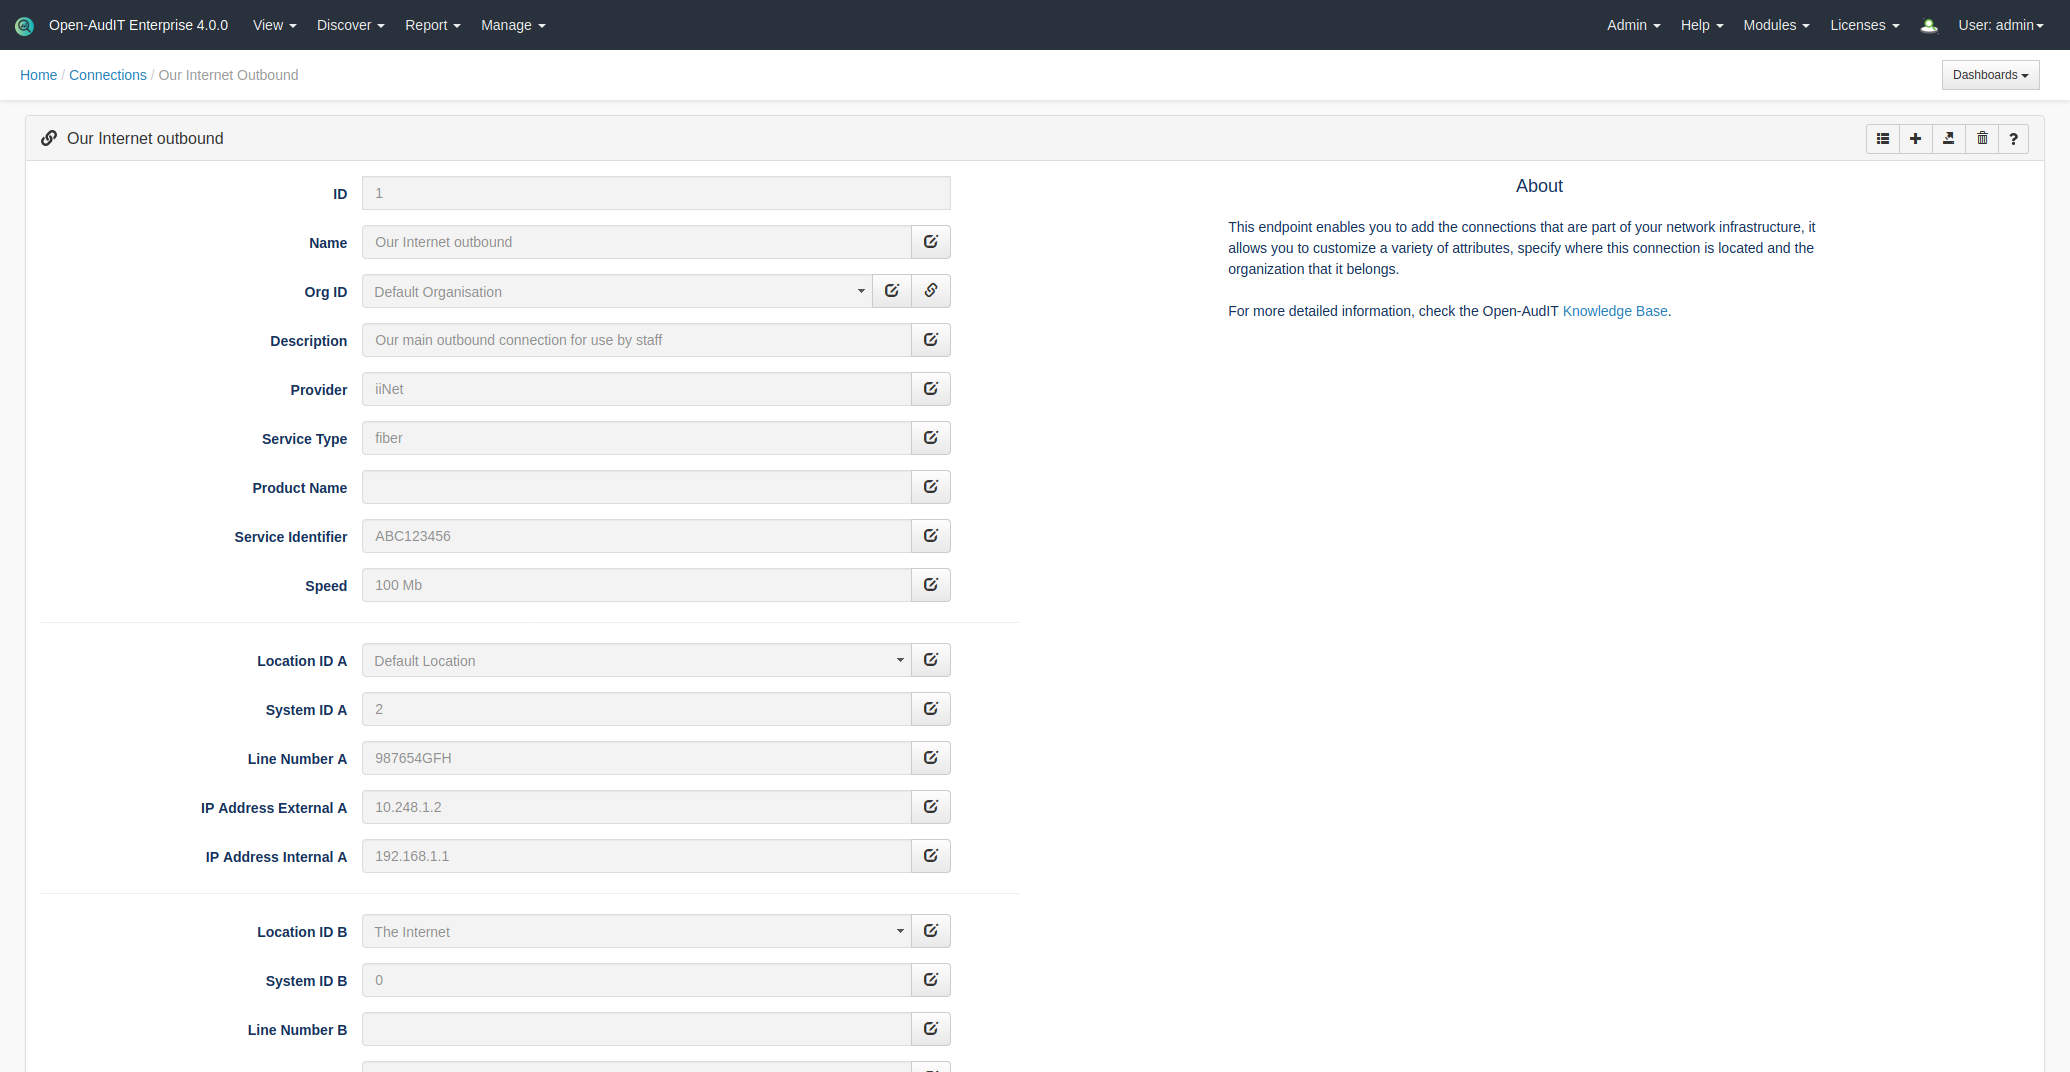 Open-AudIT Enterprise 4.0.0 View Discover Report Manage Admin Help Modules Licenses User: admin
Home / Connections / Our Internet Outbound Dashboards
Our Internet outbound
?
ID 1
Name Our Internet outbound
Org ID Default Organisation
Description Our main outbound connection for use by staff
Provider iiNet
Service Type fiber
Product Name
Service Identifier ABC123456
Speed 100 Mb
Location ID A Default Location
System ID A 2
Line Number A 987654GFH
IP Address External A 10.248.1.2
IP Address Internal A 192.168.1.1
Location ID B The Internet
System ID B 0
Line Number B
About
This endpoint enables you to add the connections that are part of your network infrastructure, it
allows you to customize a variety of attributes, specify where this connection is located and the
organization that it belongs.
For more detailed information, check the Open-AudIT Knowledge Base.